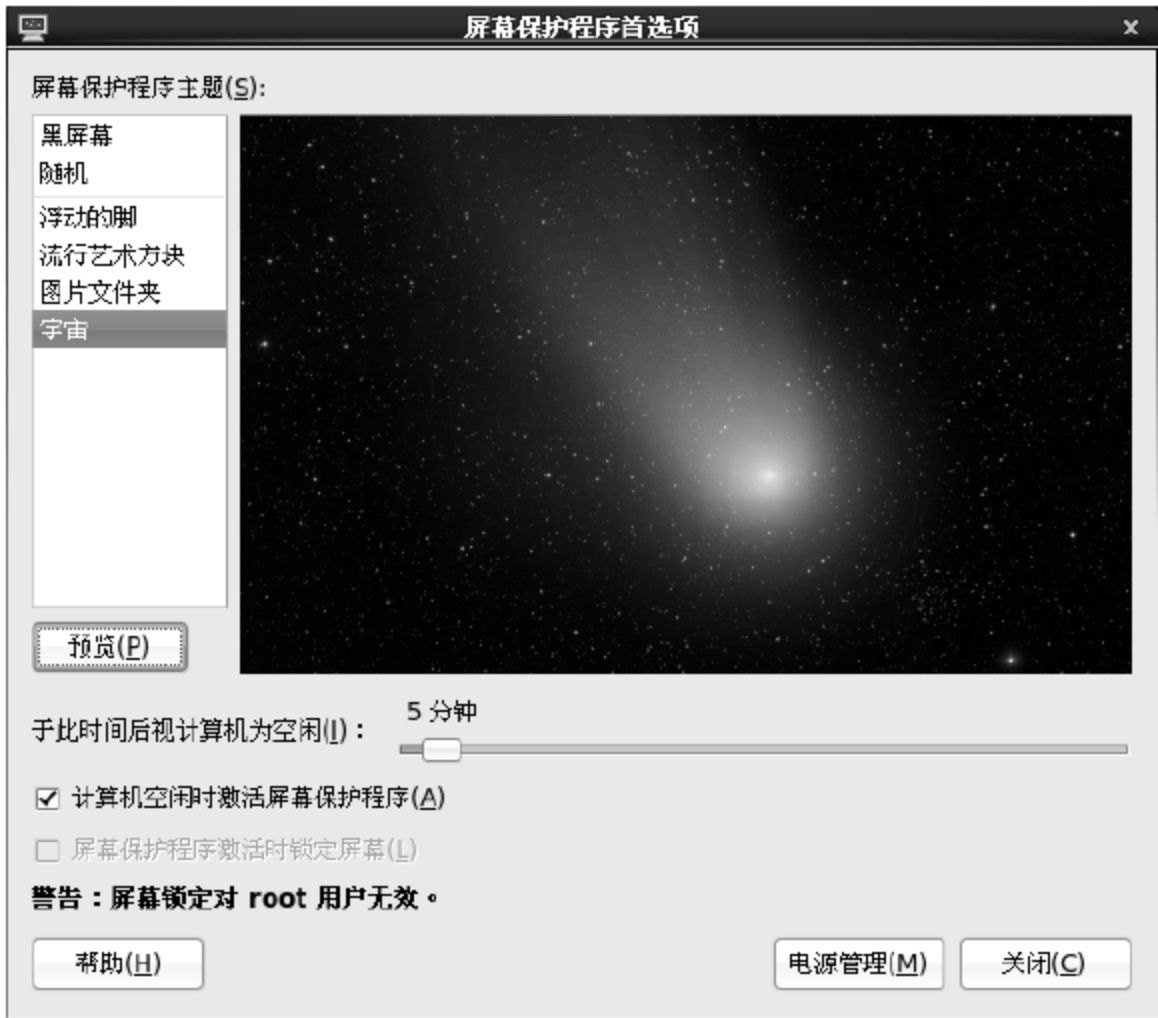 屏幕保护程序首选项
屏幕保护程序主题(S):
黑屏幕
随机
浮动的脚
流行艺术方块
图片文件夹
宇宙
预览(P)
5 分钟
于此时间后视计算机为空闲(I)：
计算机空闲时激活屏幕保护程序(A)
屏幕保护程序激活时锁定屏幕(L)
警告：屏幕锁定对 root 用户无效。
帮助(H) 电源管理(M) 关闭(C)